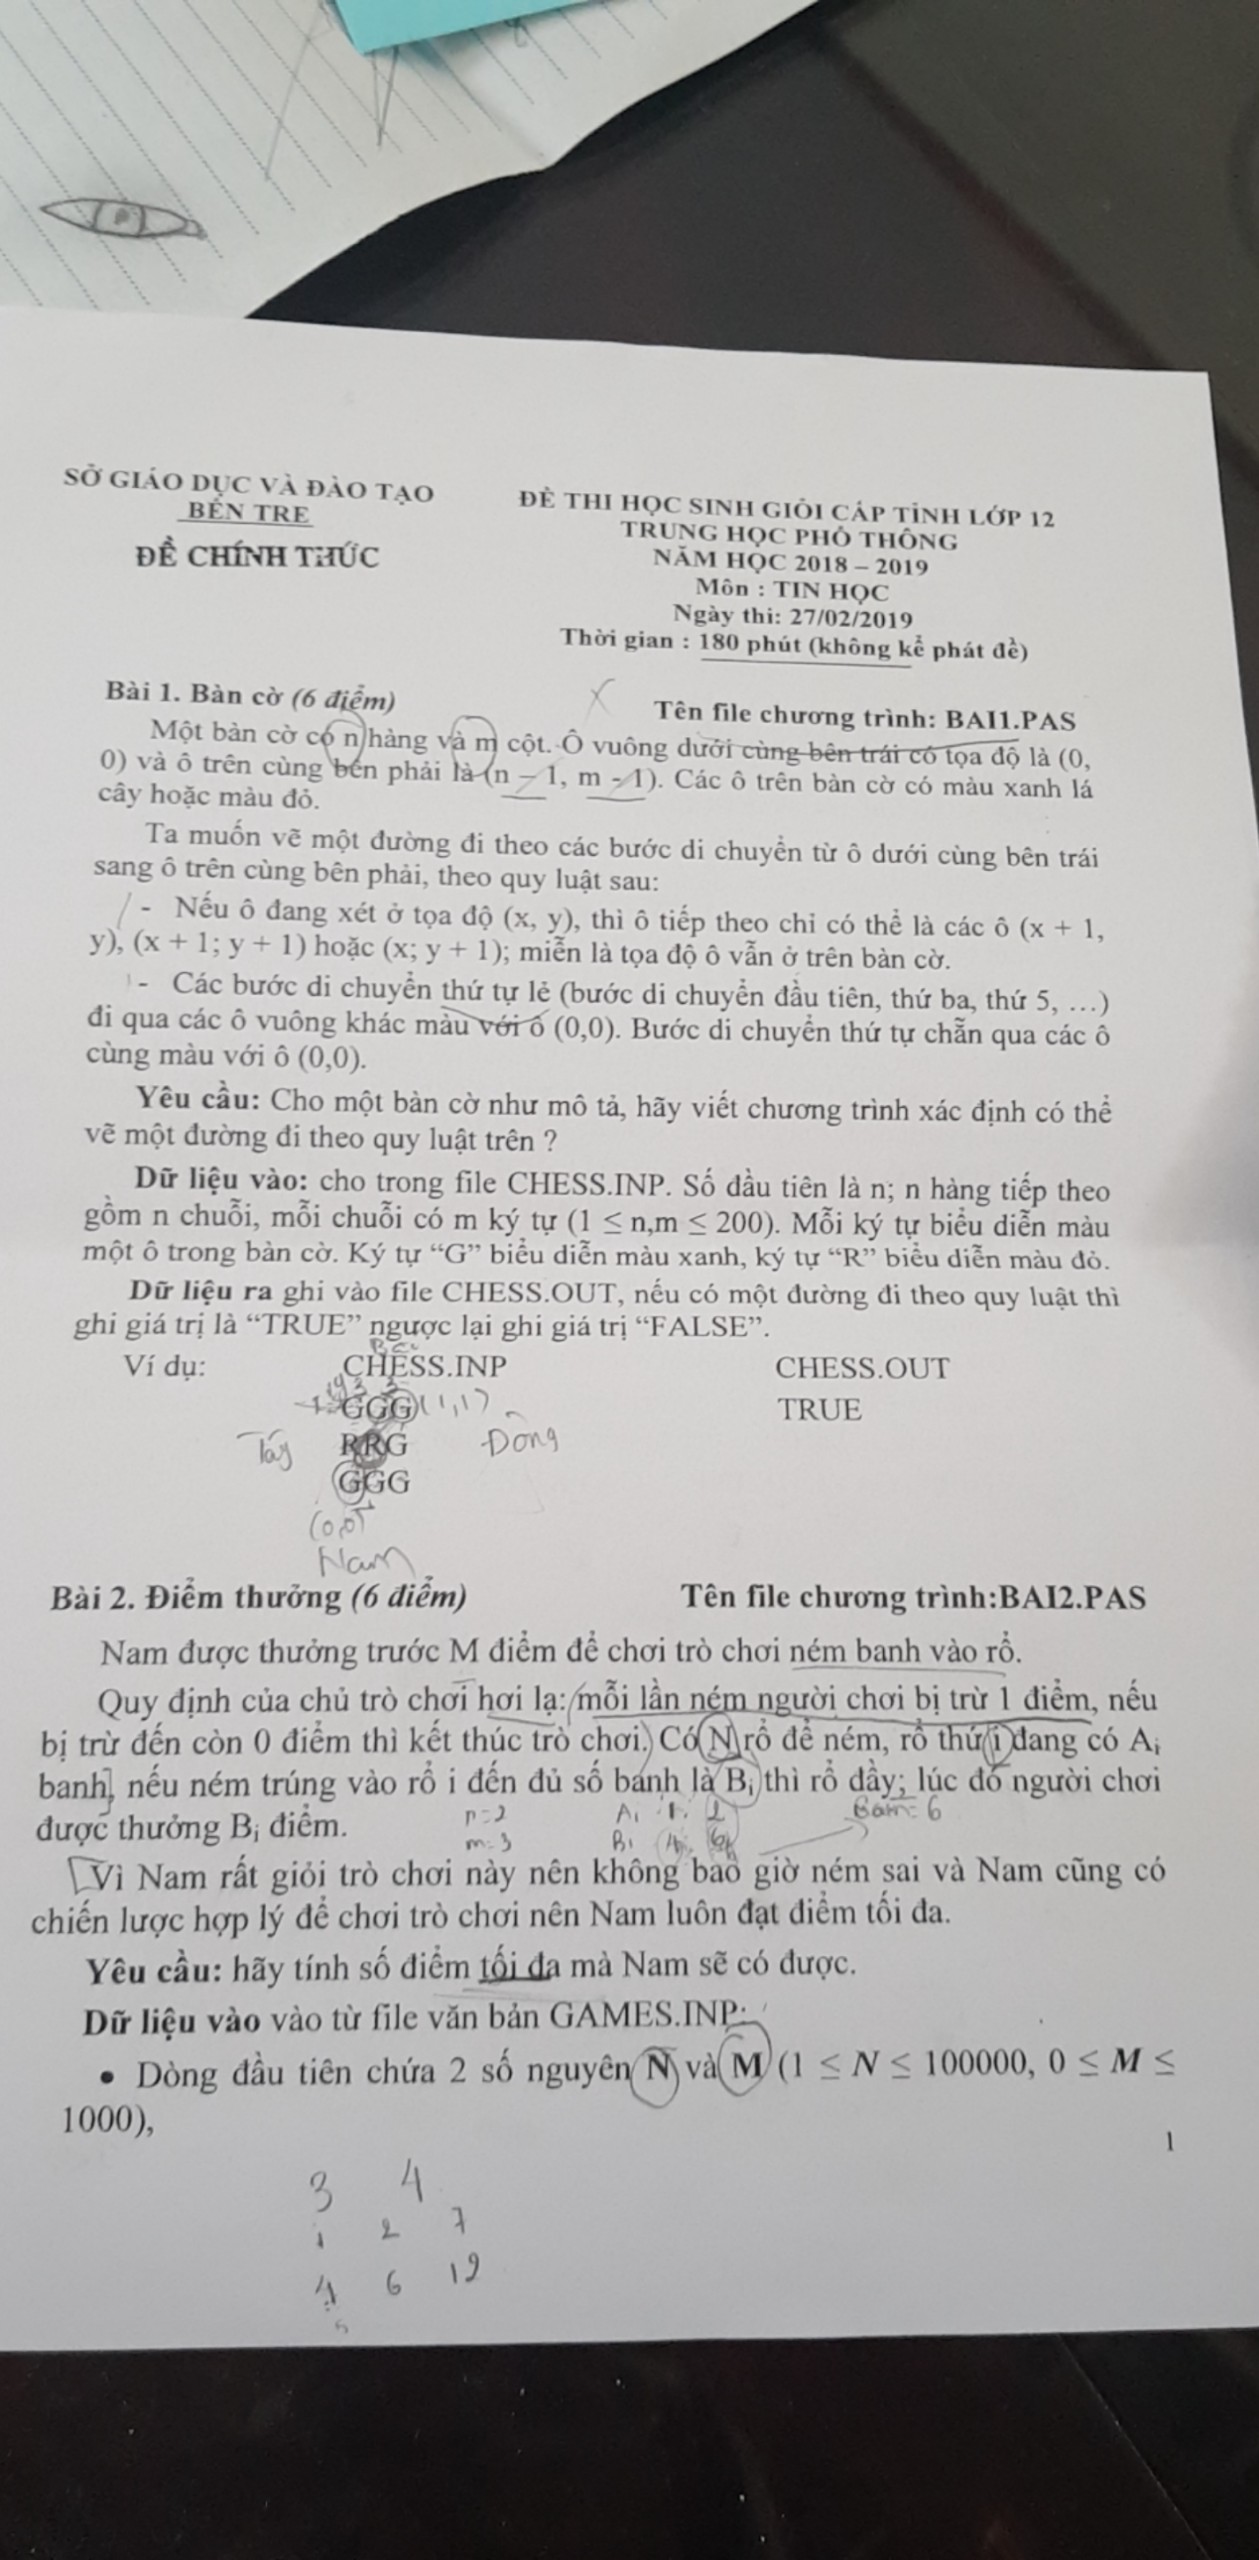 SỞ GIÁO DỤC VÀ ĐÀO TẠO
BẾN TRE
ĐỀ CHÍNH THỨC
ĐỀ THI HỌC SINH GIỎI CẤP TỈNH LỚP 12
TRUNG HỌC PHỔ THÔNG
NĂM HỌC 2018 – 2019
Môn : TIN HỌC
Ngày thi: 27/02/2019
Thời gian : 180 phút (không kể phát đề)
Bài 1. Bàn cờ (6 điểm)
Tên file chương trình: BAI1.PAS
Một bàn cờ có n hàng và m cột. Ô vuông dưới cùng bên trái có tọa độ là (0,
0) và ô trên cùng bên phải là (n – 1, m - 1). Các ô trên bàn cờ có màu xanh lá
cây hoặc màu đỏ.
Ta muốn vẽ một đường đi theo các bước di chuyển từ ô dưới cùng bên trái
sang ô trên cùng bên phải, theo quy luật sau:
- Nếu ô đang xét ở tọa độ (x, y), thì ô tiếp theo chỉ có thể là các ô (x + 1,
y), (x + 1; y + 1) hoặc (x; y + 1); miễn là tọa độ ô vẫn ở trên bàn cờ.
- Các bước di chuyển thứ tự lẻ (bước di chuyển đầu tiên, thứ ba, thứ 5, …)
đi qua các ô vuông khác màu với ô (0,0). Bước di chuyển thứ tự chẵn qua các ô
cùng màu với ô (0,0).
Yêu cầu: Cho một bàn cờ như mô tả, hãy viết chương trình xác định có thể
vẽ một đường đi theo quy luật trên ?
Dữ liệu vào: cho trong file CHESS.INP. Số đầu tiên là n; n hàng tiếp theo
gồm n chuỗi, mỗi chuỗi có m ký tự (1 ≤ n,m ≤ 200). Mỗi ký tự biểu diễn màu
một ô trong bàn cờ. Ký tự “G” biểu diễn màu xanh, ký tự “R” biểu diễn màu đỏ.
Dữ liệu ra ghi vào file CHESS.OUT, nếu có một đường đi theo quy luật thì
ghi giá trị là “TRUE” ngược lại ghi giá trị “FALSE”.
Ví dụ:
CHESS.INP
CHESS.OUT
GGG (1,1)
TRUE
Tây RRG Đông
GGG
(0,0)
Nam
Bài 2. Điểm thưởng (6 điểm)
Tên file chương trình:BAI2.PAS
Nam được thưởng trước M điểm để chơi trò chơi ném banh vào rổ.
Quy định của chủ trò chơi hơi lạ: mỗi lần ném người chơi bị trừ 1 điểm, nếu
bị trừ đến còn 0 điểm thì kết thúc trò chơi. Có N rổ để ném, rổ thứ i đang có Ai
banh, nếu ném trúng vào rổ i đến đủ số banh là Bi thì rổ đầy; lúc đó người chơi
được thưởng Bi điểm.
n=2 Ai 1 2
m=3 Bi 4 6
Vì Nam rất giỏi trò chơi này nên không bao giờ ném sai và Nam cũng có
chiến lược hợp lý để chơi trò chơi nên Nam luôn đạt điểm tối đa.
Yêu cầu: hãy tính số điểm tối đa mà Nam sẽ có được.
Dữ liệu vào vào từ file văn bản GAMES.INP:
• Dòng đầu tiên chứa 2 số nguyên N và M (1 ≤ N ≤ 100000, 0 ≤ M ≤
1000),
1
3 4
1 2 7
4 6 19